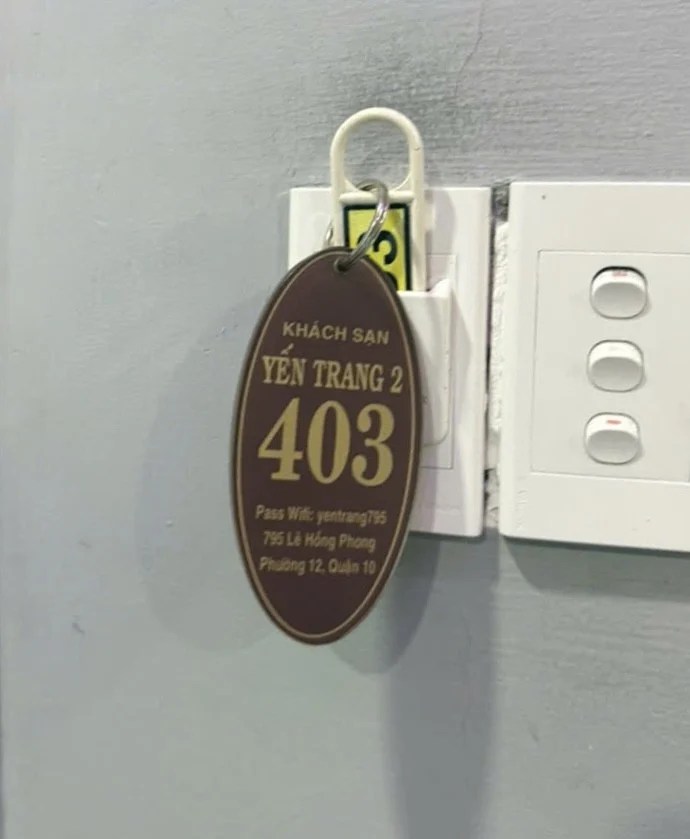 KHÁCH SẠN
YẾN TRANG 2
403
Pass Wifi: yentrang795
795 Lê Hồng Phong
Phường 12, Quận 10